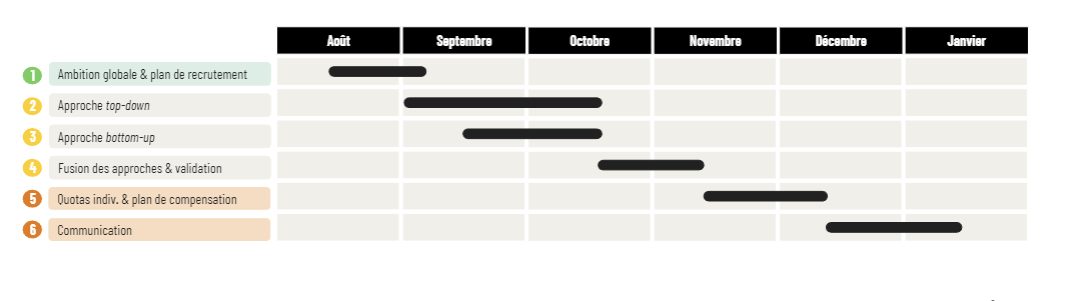 Août Septembre Octobre Novembre Décembre Janvier
1 Ambition globale & plan de recrutement
2 Approche top-down
3 Approche bottom-up
4 Fusion des approches & validation
5 Quotas indiv. & plan de compensation
6 Communication